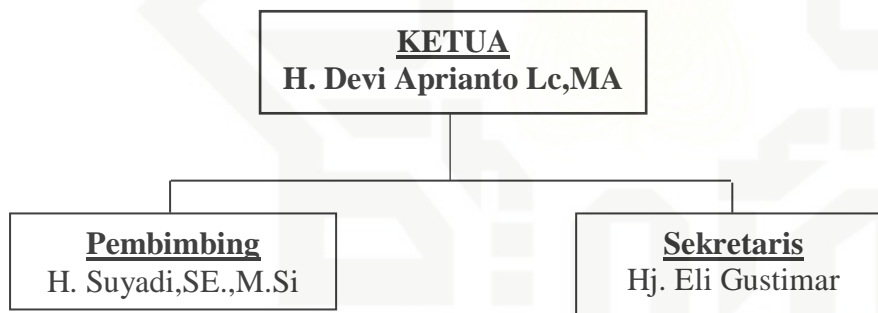 KETUA
H. Devi Aprianto Lc,MA
Pembimbing
H. Suyadi,SE.,M.Si
Sekretaris
Hj. Eli Gustimar